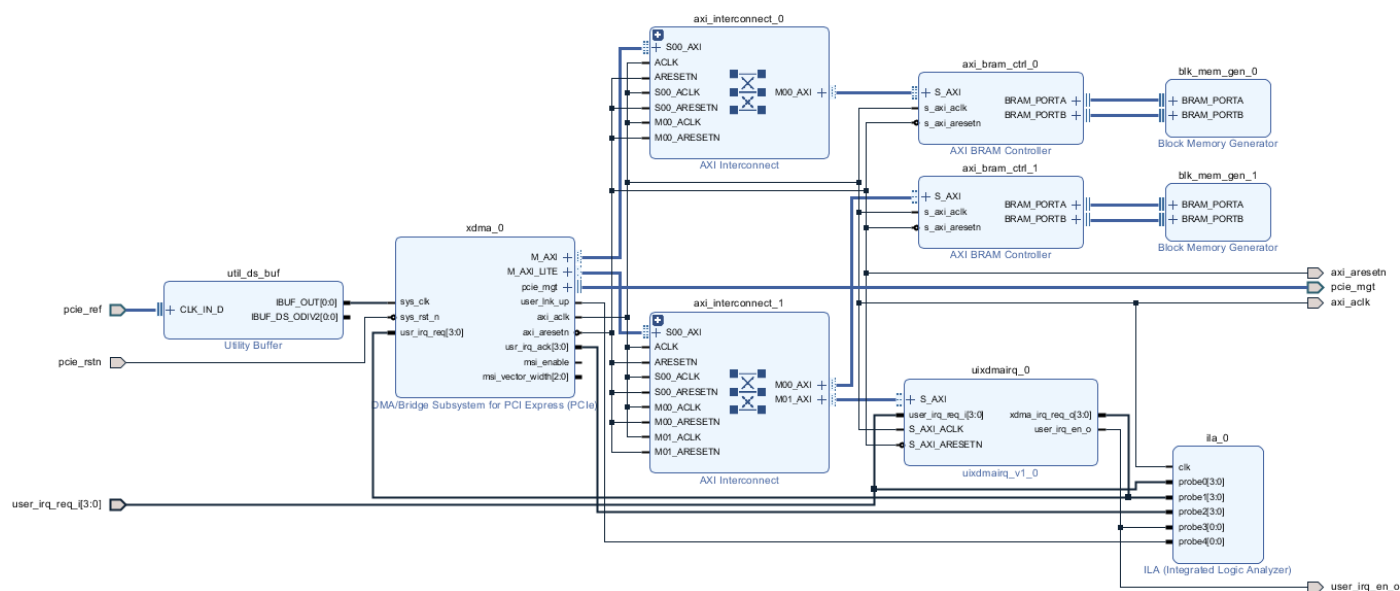 axi_interconnect_0
S00_AXI
ACLK
ARESETN
S00_ACLK
S00_ARESETN
M00_ACLK
M00_ARESETN
M00_AXI
AXI Interconnect
axi_bram_ctrl_0
S_AXI
s_axi_aclk
s_axi_aresetn
BRAM_PORTA
BRAM_PORTB
AXI BRAM Controller
blk_mem_gen_0
BRAM_PORTA
BRAM_PORTB
Block Memory Generator
axi_bram_ctrl_1
S_AXI
s_axi_aclk
s_axi_aresetn
BRAM_PORTA
BRAM_PORTB
AXI BRAM Controller
blk_mem_gen_1
BRAM_PORTA
BRAM_PORTB
Block Memory Generator
xdma_0
sys_clk
sys_rst_n
usr_irq_req[3:0]
M_AXI
M_AXI_LITE
pcie_mgt
user_lnk_up
axi_aclk
axi_aresetn
usr_irq_ack[3:0]
msi_enable
msi_vector_width[2:0]
DMA/Bridge Subsystem for PCI Express (PCIe)
util_ds_buf
CLK_IN_D
IBUF_OUT[0:0]
IBUF_DS_ODIV2[0:0]
Utility Buffer
pcie_ref
pcie_rstn
user_irq_req_i[3:0]
axi_interconnect_1
S00_AXI
ACLK
ARESETN
S00_ACLK
S00_ARESETN
M00_ACLK
M00_ARESETN
M01_ACLK
M01_ARESETN
M00_AXI
M01_AXI
AXI Interconnect
uixdmairq_0
S_AXI
user_irq_req_i[3:0]
S_AXI_ACLK
S_AXI_ARESETN
xdma_irq_req_o[3:0]
user_irq_en_o
uixdmairq_v1_0
ila_0
clk
probe0[3:0]
probe1[3:0]
probe2[3:0]
probe3[0:0]
probe4[0:0]
ILA (Integrated Logic Analyzer)
axi_aresetn
pcie_mgt
axi_aclk
user_irq_en_o